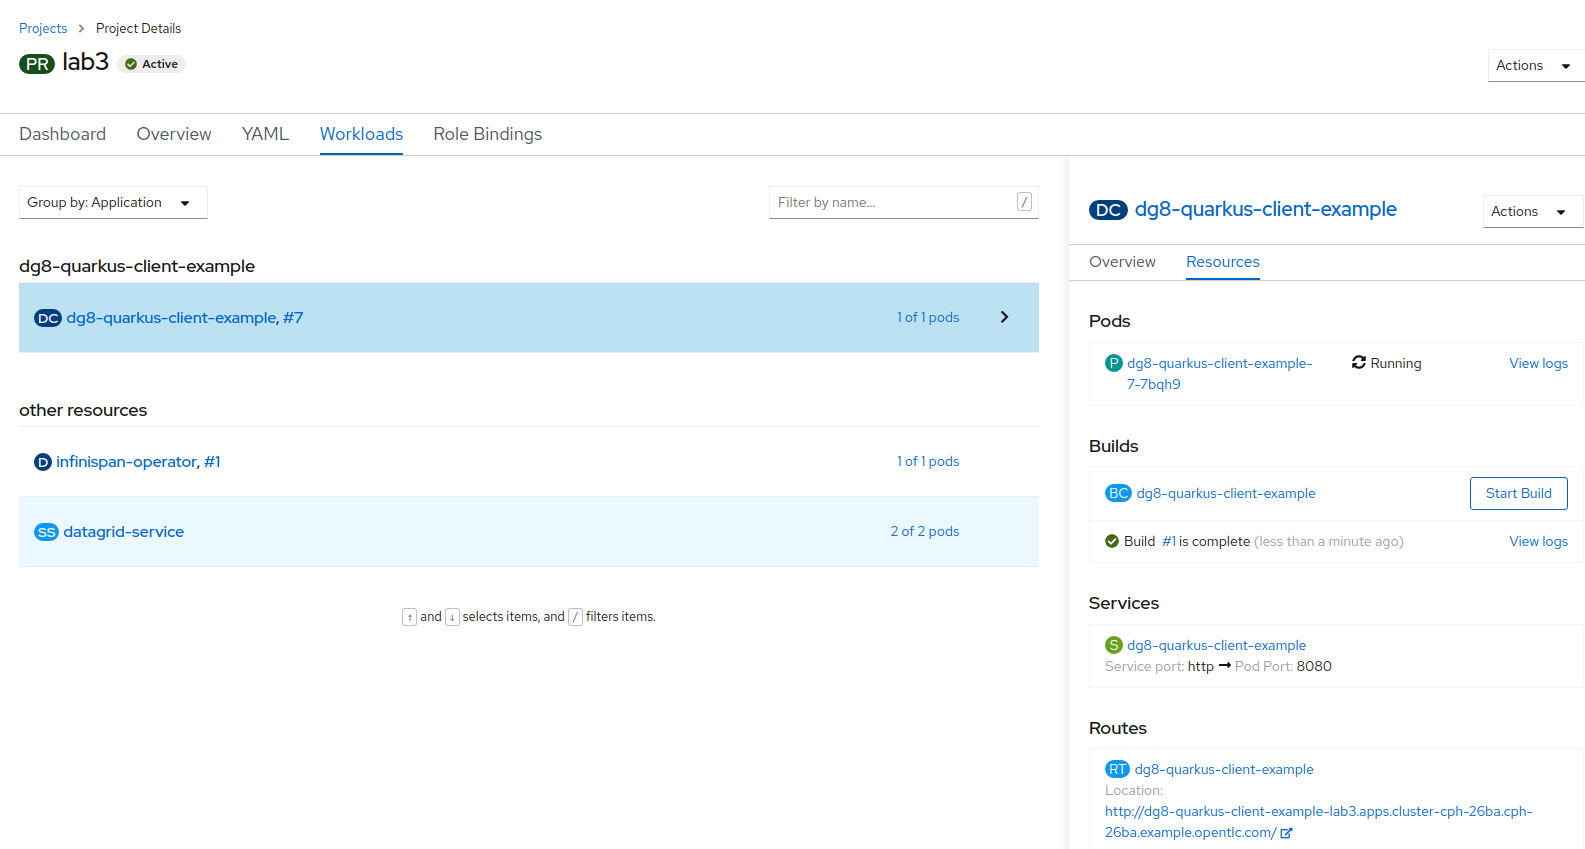 Projects > Project Details
PR lab3 Active
Actions
Dashboard Overview YAML Workloads Role Bindings
Group by: Application
Filter by name... /
dg8-quarkus-client-example
DC dg8-quarkus-client-example, #7 1 of 1 pods
other resources
D infinispan-operator, #1 1 of 1 pods
SS datagrid-service 2 of 2 pods
↑ and ↓ selects items, and / filters items.
DC dg8-quarkus-client-example
Actions
Overview Resources
Pods
P dg8-quarkus-client-example- Running View logs
7-7bqh9
Builds
BC dg8-quarkus-client-example Start Build
Build #1 is complete (less than a minute ago) View logs
Services
S dg8-quarkus-client-example
Service port: http → Pod Port: 8080
Routes
RT dg8-quarkus-client-example
Location:
http://dg8-quarkus-client-example-lab3.apps.cluster-cph-26ba.cph-
26ba.example.opentlc.com/